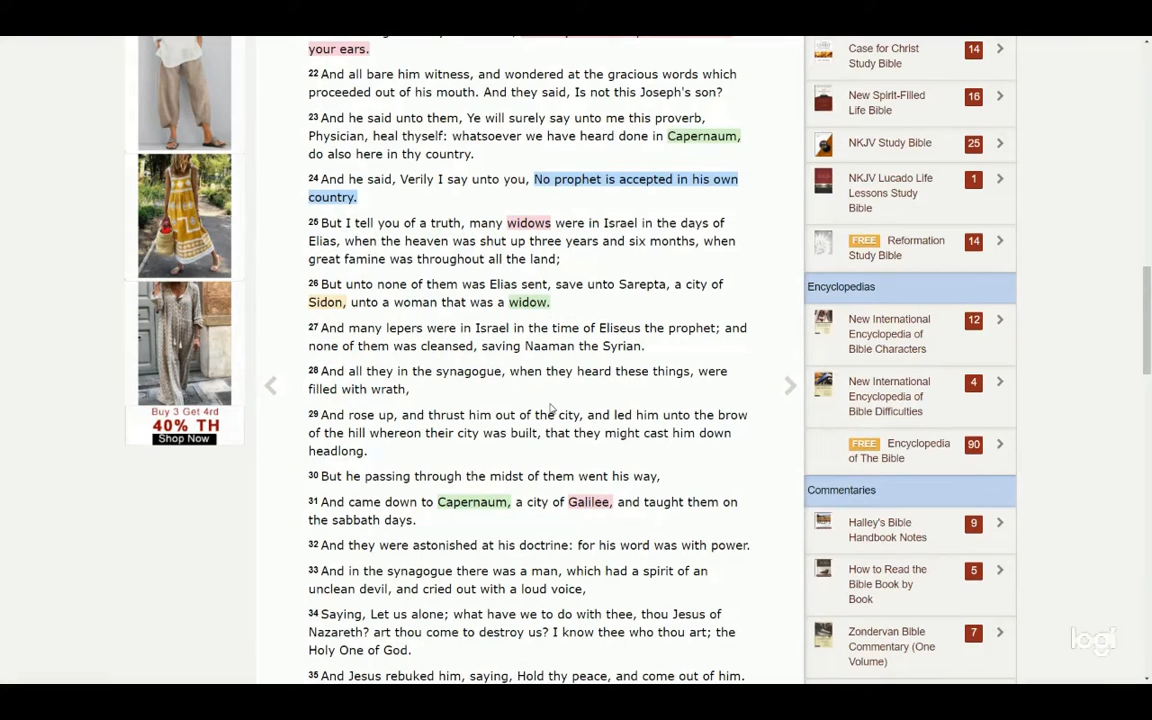 your ears.
22 And all bare him witness, and wondered at the gracious words which
proceeded out of his mouth. And they said, Is not this Joseph's son?
23 And he said unto them, Ye will surely say unto me this proverb,
Physician, heal thyself: whatsoever we have heard done in Capernaum,
do also here in thy country.
24 And he said, Verily I say unto you, No prophet is accepted in his own
country.
25 But I tell you of a truth, many widows were in Israel in the days of
Elias, when the heaven was shut up three years and six months, when
great famine was throughout all the land;
26 But unto none of them was Elias sent, save unto Sarepta, a city of
Sidon, unto a woman that was a widow.
27 And many lepers were in Israel in the time of Eliseus the prophet; and
none of them was cleansed, saving Naaman the Syrian.
28 And all they in the synagogue, when they heard these things, were
filled with wrath,
29 And rose up, and thrust him out of the city, and led him unto the brow
of the hill whereon their city was built, that they might cast him down
headlong.
30 But he passing through the midst of them went his way,
31 And came down to Capernaum, a city of Galilee, and taught them on
the sabbath days.
32 And they were astonished at his doctrine: for his word was with power.
33 And in the synagogue there was a man, which had a spirit of an
unclean devil, and cried out with a loud voice,
34 Saying, Let us alone; what have we to do with thee, thou Jesus of
Nazareth? art thou come to destroy us? I know thee who thou art; the
Holy One of God.
35 And Jesus rebuked him, saying, Hold thy peace, and come out of him.
Buy 3 Get 4rd
40% TH
Shop Now
Case for Christ
Study Bible
14
New Spirit-Filled
Life Bible
16
NKJV Study Bible
25
NKJV Lucado Life
Lessons Study
Bible
1
FREE Reformation
Study Bible
14
Encyclopedias
New International
Encyclopedia of
Bible Characters
12
New International
Encyclopedia of
Bible Difficulties
4
FREE Encyclopedia
of The Bible
90
Commentaries
Halley's Bible
Handbook Notes
9
How to Read the
Bible Book by
Book
5
Zondervan Bible
Commentary (One
Volume)
7
logi